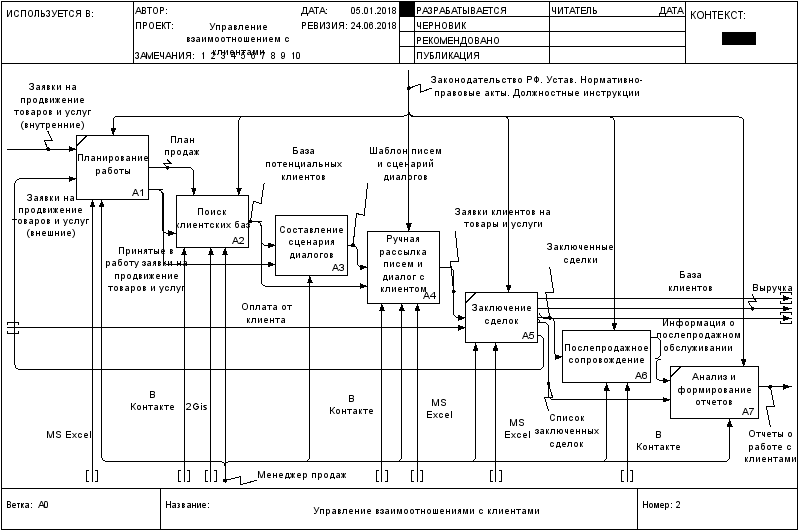 ИСПОЛЬЗУЕТСЯ В:
АВТОР:
ДАТА: 05.01.2018
РАЗРАБАТЫВАЕТСЯ
ЧИТАТЕЛЬ
ДАТА
КОНТЕКСТ:
ПРОЕКТ: Управление
взаимоотношением с
клиентами
РЕВИЗИЯ: 24.06.2018
ЧЕРНОВИК
РЕКОМЕНДОВАНО
ЗАМЕЧАНИЯ: 1 2 3 4 5 6 7 8 9 10
ПУБЛИКАЦИЯ
Законодательство РФ. Устав. Нормативно-
правовые акты. Должностные инструкции
Заявки на
продвижение
товаров и услуг
(внутренние)
План
продаж
База
потенциальных
клиентов
Шаблон писем
и сценарий
диалогов
Планирование
работы
A1
Заявки на
продвижение
товаров и услуг
(внешние)
Поиск
клиентских баз
A2
Составление
сценария
диалогов
A3
Ручная
рассылка
писем и
диалог с
клиентом
A4
Заявки клиентов на
товары и услуги
Заключенные
сделки
Принятые в
работу заявки на
продвижение
товаров и услуг
База
клиентов
Выручка
Оплата от
клиента
Заключение
сделок
A5
Информация о
послепродажном
обслуживании
Послепродажное
сопровождение
A6
Анализ и
формирование
отчетов
A7
MS Excel
В
Контакте
2Gis
В
Контакте
MS
Excel
MS
Excel
Список
заключенных
сделок
В
Контакте
Отчеты о
работе с
клиентами
Менеджер продаж
Ветка: A0
Название:
Управление взаимоотношениями с клиентами
Номер: 2